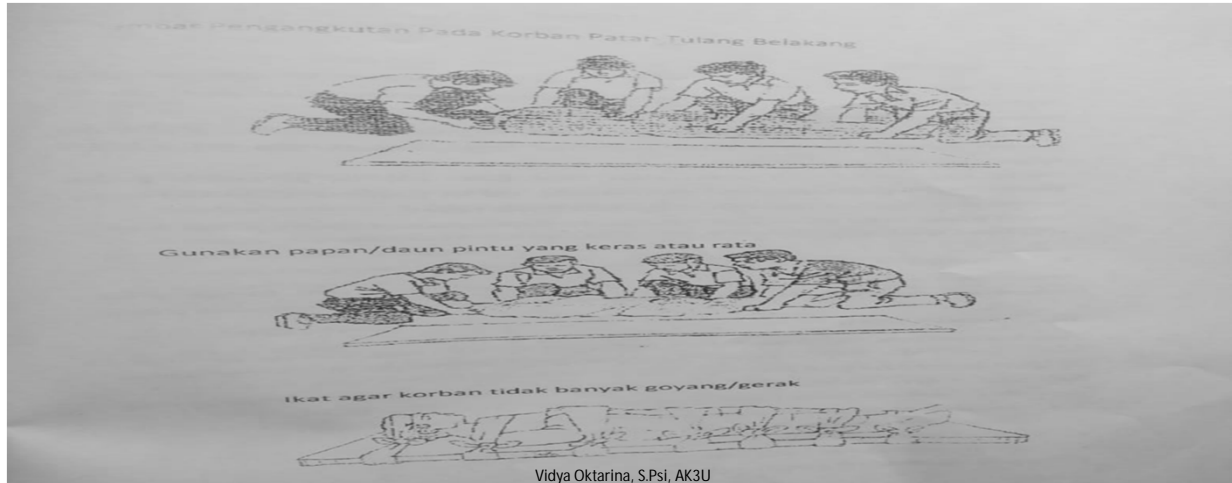 Pengangkutan Pada Korban Patah Tulang Belakang
Gunakan papan/daun pintu yang keras atau rata
Ikat agar korban tidak banyak goyang/gerak
Vidya Oktarina, S.Psi, AK3U